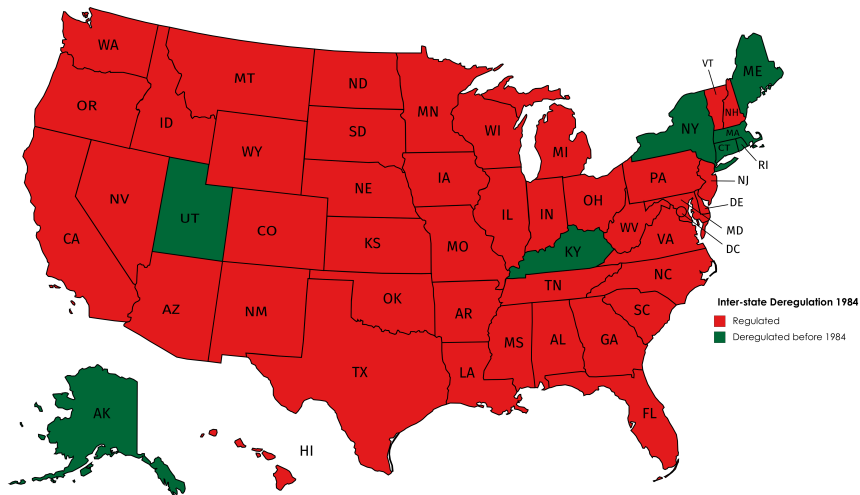 WA
MT
ND
MN
VT
ME
OR
ID
SD
WI
NY
NH
MA
CT
RI
WY
MI
NJ
NV
UT
NE
IA
IL
IN
OH
PA
DE
CA
CO
KS
MO
KY
WV
VA
MD
DC
AZ
NM
OK
AR
TN
NC
SC
MS
AL
GA
TX
LA
FL
AK
HI
Inter-state Deregulation 1984
Regulated
Deregulated before 1984